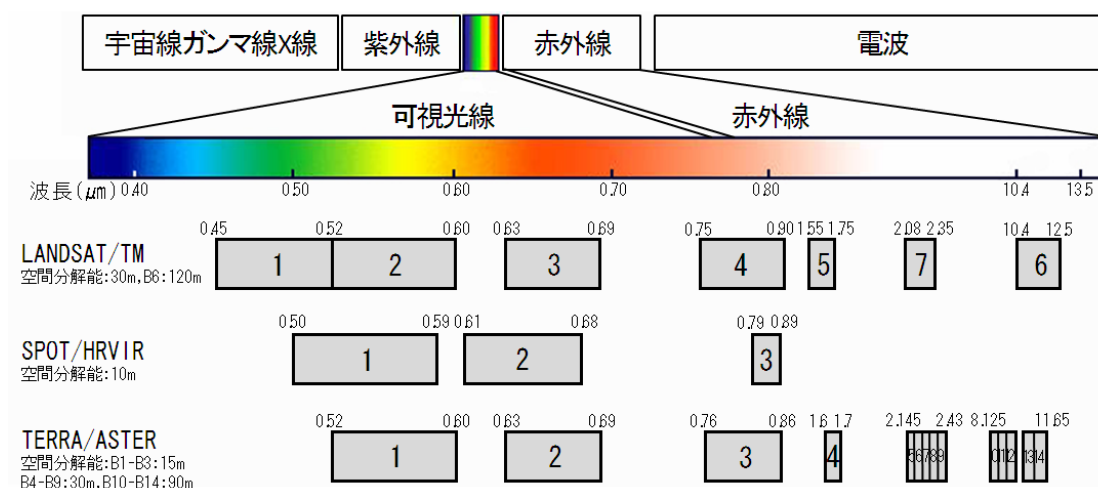 宇宙線ガンマ線X線 紫外線 赤外線 電波
可視光線 赤外線
波長(μm) 0.40 0.50 0.60 0.70 0.80 10.4 13.5
0.45 0.52 0.60 0.63 0.69 0.75 0.90 1.55 1.75 2.08 2.35 10.4 12.5
LANDSAT/TM
空間分解能:30m,B6:120m
1 2 3 4 5 7 6
0.50 0.59 0.61 0.68 0.79 0.89
SPOT/HRVIR
空間分解能:10m
1 2 3
0.52 0.60 0.63 0.69 0.76 0.86 1.6 1.7 2.145 2.43 8.125 11.65
TERRA/ASTER
空間分解能:B1-B3:15m
B4-B9:30m,B10-B14:90m
1 2 3 4 5 6 7 8 9 13 14